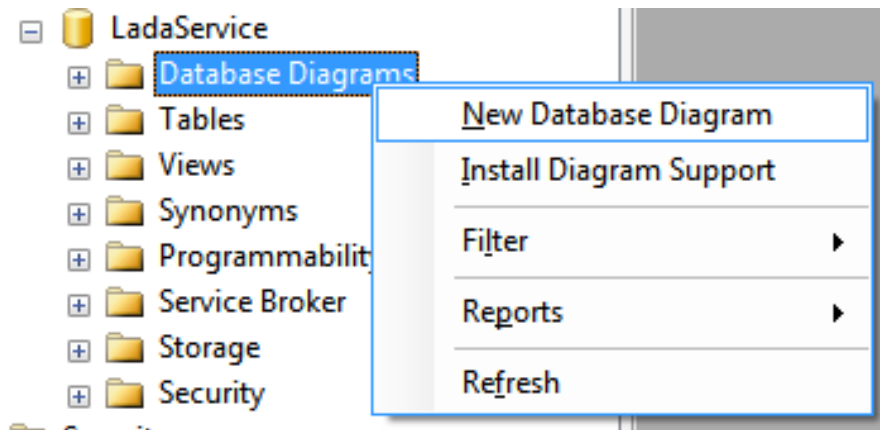 LadaService
Database Diagrams
Tables
Views
Synonyms
Programmabilit
Service Broker
Storage
Security
New Database Diagram
Install Diagram Support
Filter
Reports
Refresh